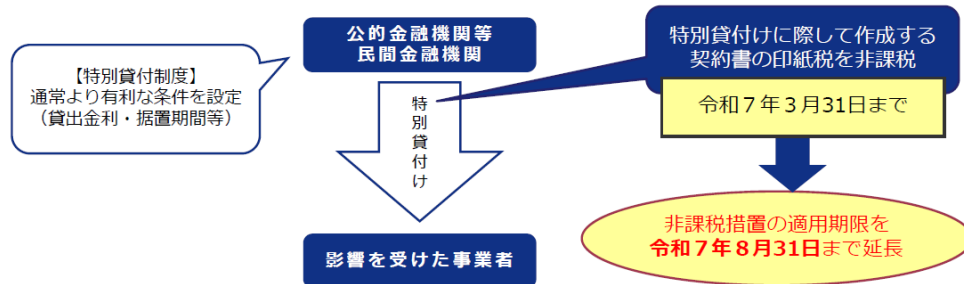 公的金融機関等
民間金融機関
【特別貸付制度】
通常より有利な条件を設定
（貸出金利・据置期間等）
特別貸付け
特別貸付けに際して作成する
契約書の印紙税を非課税
令和７年３月31日まで
非課税措置の適用期限を
令和７年８月31日まで延長
影響を受けた事業者